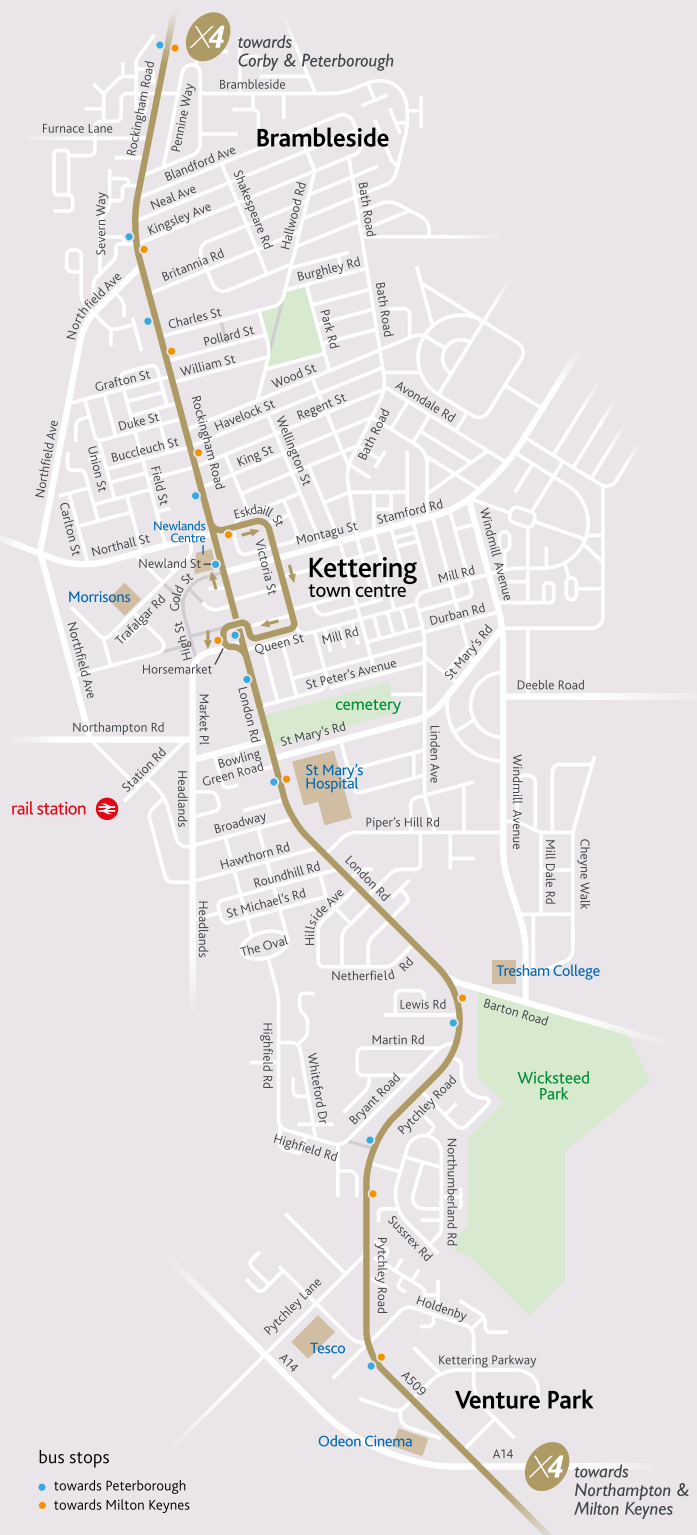 X4
towards
Corby & Peterborough
Brambleside
Rockingham Road
Pennine Way
Furnace Lane
Brambleside
Blandford Ave
Neal Ave
Kingsley Ave
Shakespeare Rd
Hallwood Rd
Bath Road
Severn Way
Britannia Rd
Burghley Rd
Northfield Ave
Charles St
Pollard St
Park Rd
Bath Road
William St
Grafton St
Wood St
Avondale Rd
Duke St
Rockingham Road
Havelock St
Regent St
Bath Road
Buccleuch St
King St
Wellington St
Northfield Ave
Union St
Field St
Carlton St
Eskdaill St
Stamford Rd
Windmill Avenue
Newlands
Centre
Montagu St
Northall St
Victoria St
Newland St
Kettering
town centre
Mill Rd
Morrisons
Gold St
Trafalgar Rd
High St
Durban Rd
Mill Rd
Queen St
St Mary's Rd
Northfield Ave
Horsemarket
St Peter's Avenue
Deeble Road
Market Pl
London Rd
cemetery
Northampton Rd
St Mary's Rd
Linden Ave
Station Rd
Bowling
Green Road
St Mary's
Hospital
Windmill Avenue
rail station
Headlands
Broadway
Piper's Hill Rd
Mill Dale Rd
Cheyne Walk
Hawthorn Rd
Roundhill Rd
London Rd
St Michael's Rd
Hillside Ave
Headlands
The Oval
Netherfield Rd
Tresham College
Lewis Rd
Barton Road
Highfield Rd
Martin Rd
Whiteford Dr
Bryant Road
Pytchley Road
Wicksteed
Park
Highfield Rd
Northumberland Rd
Sussrex Rd
Pytchley Road
Pytchley Lane
Holdenby
Tesco
A14
Kettering Parkway
A509
Venture Park
Odeon Cinema
A14
X4
towards
Northampton &
Milton Keynes
bus stops
towards Peterborough
towards Milton Keynes